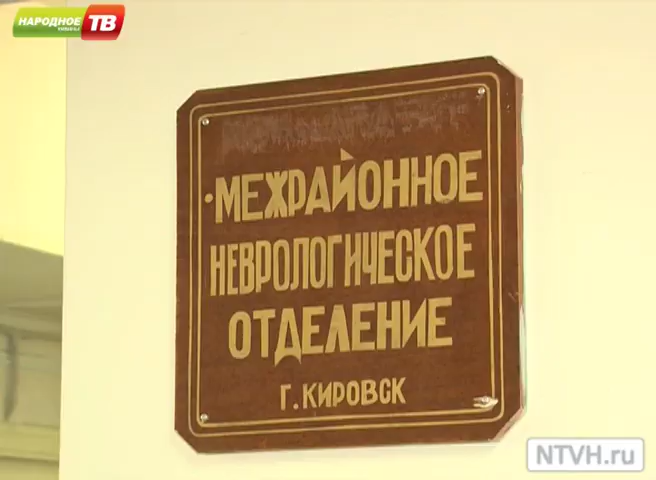 НАРОДНОЕ
ТВ
МЕЖРАЙОННОЕ
НЕВРОЛОГИЧЕСКОЕ
ОТДЕЛЕНИЕ
Г. КИРОВСК
NTVH.ru